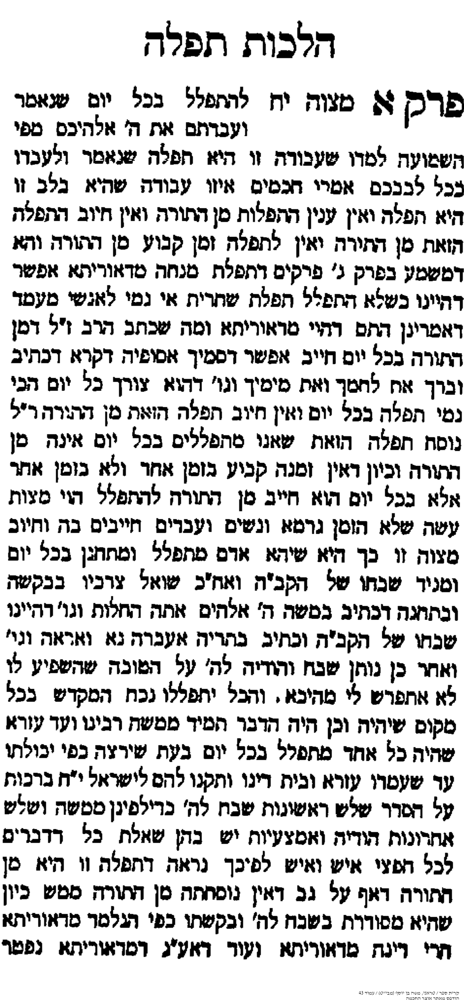 הלכות תפלה
פרק א מצוה יח להתפלל בכל יום שנאמר
ועבדתם את ה׳ אלהיכם מפי
השמועה למדו שעבודה זו היא תפלה שנאמר ולעבדו
בכל לבבכם אמרי חכמים איזו עבודה שהיא בלב זו
היא תפלה ואין ענין התפלות מן התורה ואין חיוב התפלה
הזאת מן התורה ואין לתפלה זמן קבוע מן התורה והא
דמשמע בפרק ג׳ פרקים דתפלת מנחה מדאוריתא אפשר
דהיינו כשלא התפלל תפלת שחרית אי נמי לאנשי מעמד
דאמרינן התם דהוי מדאוריתא ומה שכתב הרב ז״ל דמן
התורה בכל יום חייב אפשר דסמיך אסופיה דקרא דכתיב
וברך את לחמך ואת מימיך וגו׳ דהוא צורך כל יום הכי
נמי תפלה בכל יום ואין חיוב תפלה הזאת מן התורה ר״ל
נוסח תפלה הזאת שאנו מתפללים בכל יום אינה מן
התורה וכיון דאין זמנה קבוע בזמן אחד ולא בזמן אחר
אלא בכל יום הוא חייב מן התורה להתפלל הוי מצות
עשה שלא הזמן גרמא ונשים ועבדים חייבים בה וחיוב
מצוה זו כך היא שיהא אדם מתפלל ומתחנן בכל יום
ומגיד שבחו של הקב״ה ואח״כ שואל צרכיו בבקשה
ובתחנה דכתיב במשה ה׳ אלהים אתה החלות וגו׳ דהיינו
שבחו של הקב״ה וכתיב בתריה אעברה נא ואראה וגו׳
ואחר כן נותן שבח והודיה לה׳ על הטובה שהשפיע לו
לא אתפרש לי מהיכא. והכל יתפללו נכח המקדש בכל
מקום שיהיה וכן היה הדבר תמיד ממשה רבינו ועד עזרא
שהיה כל אחד מתפלל בכל יום בעת שירצה כפי יכולתו
עד שעמדו עזרא ובית דינו ותקנו להם לישראל י״ח ברכות
על הסדר שלש ראשונות שבח לה׳ כדילפינן ממשה ושלש
אחרונות הודיה ואמצעיות יש בהן שאלת כל הדברים
לכל חפצי איש ואיש לפיכך נראה דתפלה זו היא מן
התורה דאף על גב דאין נוסחתה מן התורה ממש כיון
שהיא מסודרת בשבח לה׳ ובקשתו כפי הנלמד מדאוריתא
הרי דינה מדאוריתא ועוד דאע״ג דמדאוריתא נפטר
קרית ספר / טראני, משה בן יוסף (מבי״ט) / עמוד 43
הודפס מאתר אוצר החכמה